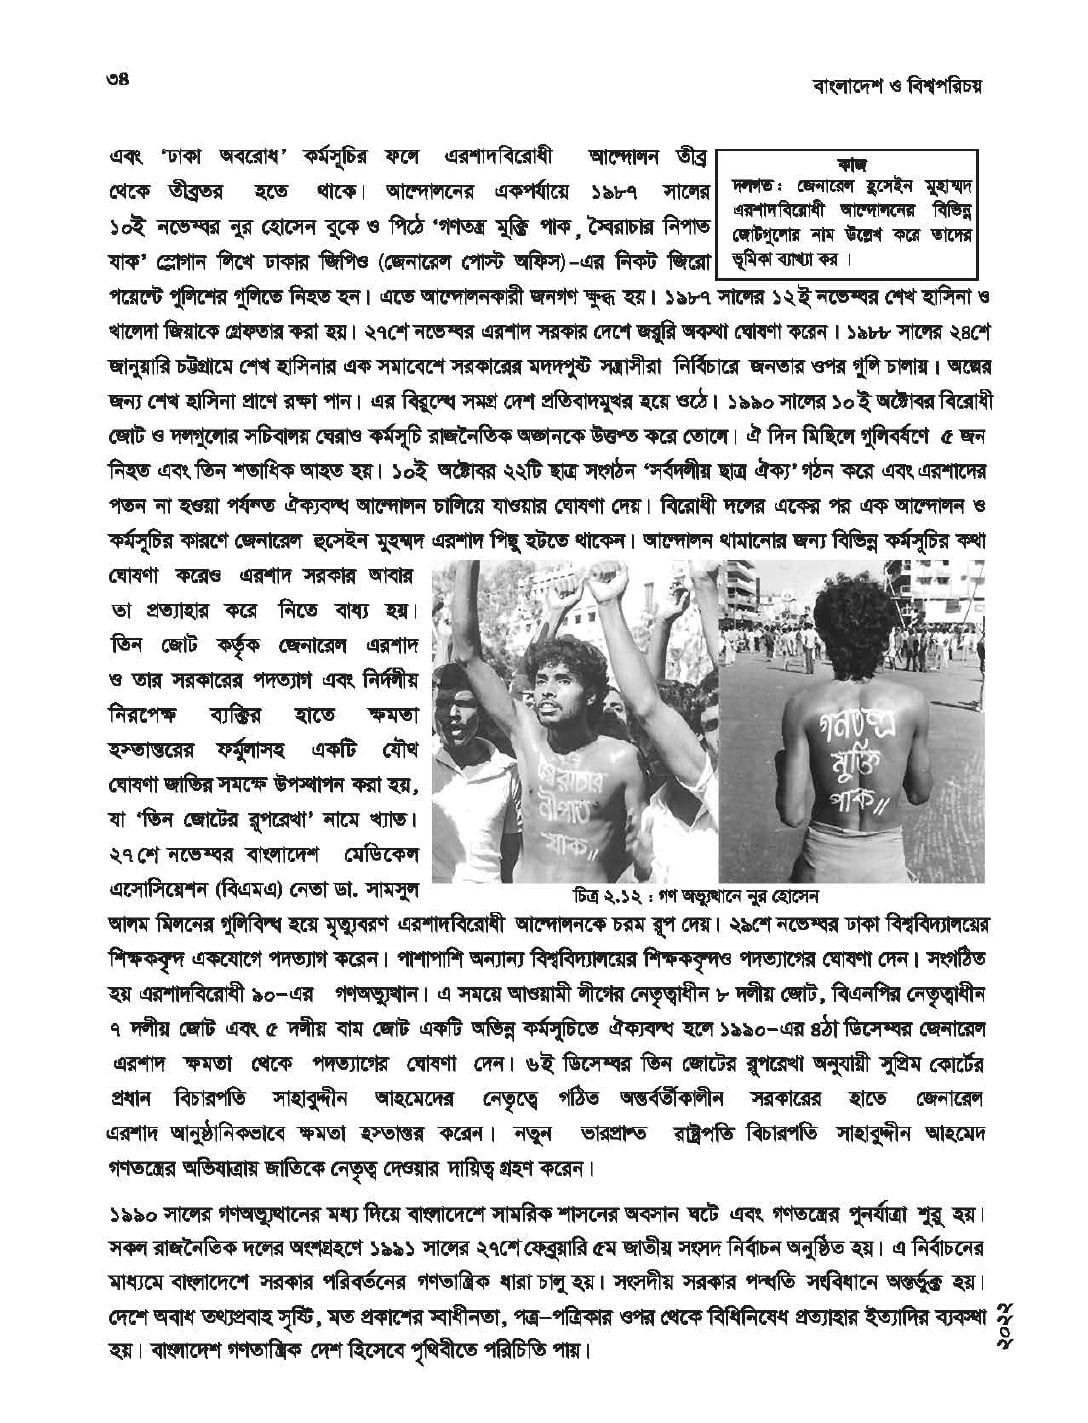 ৩৪
বাংলাদেশ ও বিশ্বপরিচয়
এবং ‘ঢাকা অবরোধ’ কর্মসূচির ফলে এরশাদবিরোধী আন্দোলন তীব্র
থেকে তীব্রতর হতে থাকে। আন্দোলনের একপর্যায়ে ১৯৮৭ সালের
১০ই নভেম্বর নুর হোসেন বুকে ও পিঠে ‘গণতন্ত্র মুক্তি পাক, স্বৈরাচার নিপাত
যাক’ স্লোগান লিখে ঢাকার জিপিও (জেনারেল পোস্ট অফিস)-এর নিকট জিরো
কাজ
দলগত: জেনারেল হুসেইন মুহাম্মদ
এরশাদবিরোধী আন্দোলনের বিভিন্ন
জোটগুলোর নাম উল্লেখ করে তাদের
ভূমিকা ব্যাখ্যা কর ।
পয়েন্টে পুলিশের গুলিতে নিহত হন। এতে আন্দোলনকারী জনগণ ক্ষুব্ধ হয়। ১৯৮৭ সালের ১২ই নভেম্বর শেখ হাসিনা ও
খালেদা জিয়াকে গ্রেফতার করা হয়। ২৭শে নভেম্বর এরশাদ সরকার দেশে জরুরি অবস্থা ঘোষণা করেন। ১৯৮৮ সালের ২৪শে
জানুয়ারি চট্টগ্রামে শেখ হাসিনার এক সমাবেশে সরকারের মদদপুষ্ট সন্ত্রাসীরা নির্বিচারে জনতার ওপর গুলি চালায়। অল্পের
জন্য শেখ হাসিনা প্রাণে রক্ষা পান। এর বিরুদ্ধে সমগ্র দেশ প্রতিবাদমুখর হয়ে ওঠে। ১৯৯০ সালের ১০ই অক্টোবর বিরোধী
জোট ও দলগুলোর সচিবালয় ঘেরাও কর্মসূচি রাজনৈতিক অঙ্গনকে উত্তপ্ত করে তোলে। ঐ দিন মিছিলে গুলিবর্ষণে ৫ জন
নিহত এবং তিন শতাধিক আহত হয়। ১০ই অক্টোবর ২২টি ছাত্র সংগঠন ‘সর্বদলীয় ছাত্র ঐক্য’ গঠন করে এবং এরশাদের
পতন না হওয়া পর্যন্ত ঐক্যবদ্ধ আন্দোলন চালিয়ে যাওয়ার ঘোষণা দেয়। বিরোধী দলের একের পর এক আন্দোলন ও
কর্মসূচির কারণে জেনারেল হুসেইন মুহম্মদ এরশাদ পিছু হটতে থাকেন। আন্দোলন থামানোর জন্য বিভিন্ন কর্মসূচির কথা
ঘোষণা করেও এরশাদ সরকার আবার
তা প্রত্যাহার করে নিতে বাধ্য হয়।
তিন জোট কর্তৃক জেনারেল এরশাদ
ও তার সরকারের পদত্যাগ এবং নির্দলীয়
নিরপেক্ষ ব্যক্তির হাতে ক্ষমতা
হস্তান্তরের ফর্মুলাসহ একটি যৌথ
ঘোষণা জাতির সমক্ষে উপস্থাপন করা হয়,
যা ‘তিন জোটের রূপরেখা’ নামে খ্যাত।
২৭শে নভেম্বর বাংলাদেশ মেডিকেল
এসোসিয়েশন (বিএমএ) নেতা ডা. সামসুল
স্বৈরাচার
নীপাত
যাক॥
গণতন্ত্র
মুক্তি
পাক॥
চিত্র ২.১২ : গণ অভ্যুত্থানে নুর হোসেন
আলম মিলনের গুলিবিদ্ধ হয়ে মৃত্যুবরণ এরশাদবিরোধী আন্দোলনকে চরম রূপ দেয়। ২৯শে নভেম্বর ঢাকা বিশ্ববিদ্যালয়ের
শিক্ষকবৃন্দ একযোগে পদত্যাগ করেন। পাশাপাশি অন্যান্য বিশ্ববিদ্যালয়ের শিক্ষকবৃন্দও পদত্যাগের ঘোষণা দেন। সংগঠিত
হয় এরশাদবিরোধী ৯০-এর গণঅভ্যুত্থান। এ সময়ে আওয়ামী লীগের নেতৃত্বাধীন ৮ দলীয় জোট, বিএনপির নেতৃত্বাধীন
৭ দলীয় জোট এবং ৫ দলীয় বাম জোট একটি অভিন্ন কর্মসূচিতে ঐক্যবদ্ধ হলে ১৯৯০-এর ৪ঠা ডিসেম্বর জেনারেল
এরশাদ ক্ষমতা থেকে পদত্যাগের ঘোষণা দেন। ৬ই ডিসেম্বর তিন জোটের রূপরেখা অনুযায়ী সুপ্রিম কোর্টের
প্রধান বিচারপতি সাহাবুদ্দীন আহমেদের নেতৃত্বে গঠিত অন্তর্বর্তীকালীন সরকারের হাতে জেনারেল
এরশাদ আনুষ্ঠানিকভাবে ক্ষমতা হস্তান্তর করেন। নতুন ভারপ্রাপ্ত রাষ্ট্রপতি বিচারপতি সাহাবুদ্দীন আহমেদ
গণতন্ত্রের অভিযাত্রায় জাতিকে নেতৃত্ব দেওয়ার দায়িত্ব গ্রহণ করেন।
১৯৯০ সালের গণঅভ্যুত্থানের মধ্য দিয়ে বাংলাদেশে সামরিক শাসনের অবসান ঘটে এবং গণতন্ত্রের পুনর্যাত্রা শুরু হয়।
সকল রাজনৈতিক দলের অংশগ্রহণে ১৯৯১ সালের ২৭শে ফেব্রুয়ারি ৫ম জাতীয় সংসদ নির্বাচন অনুষ্ঠিত হয়। এ নির্বাচনের
মাধ্যমে বাংলাদেশে সরকার পরিবর্তনের গণতান্ত্রিক ধারা চালু হয়। সংসদীয় সরকার পদ্ধতি সংবিধানে অন্তর্ভুক্ত হয়।
দেশে অবাধ তথ্যপ্রবাহ সৃষ্টি, মত প্রকাশের স্বাধীনতা, পত্র-পত্রিকার ওপর থেকে বিধিনিষেধ প্রত্যাহার ইত্যাদির ব্যবস্থা
হয়। বাংলাদেশ গণতান্ত্রিক দেশ হিসেবে পৃথিবীতে পরিচিতি পায়।
২০২২